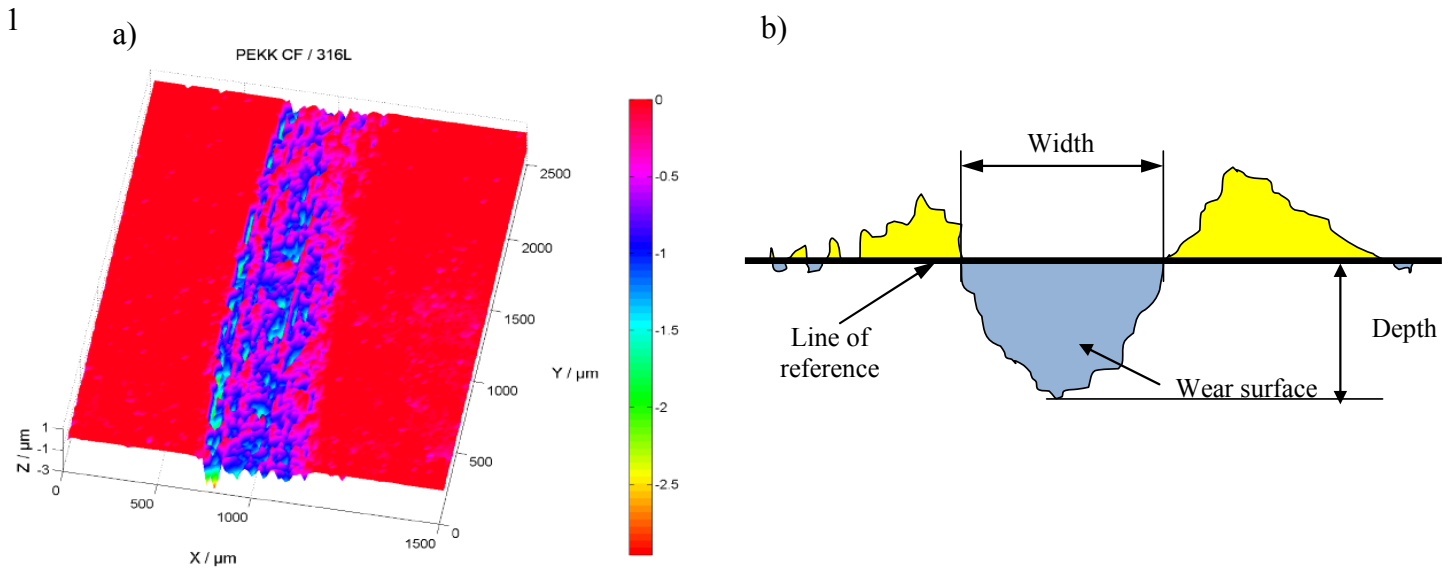 1
a)
PEKK CF / 316L
0
-0.5
-1
-1.5
-2
-2.5
2500
2000
1500
1000
500
0
Y / µm
1
-1
-3
Z / µm
0
500
1000
1500
X / µm
b)
Width
Line of
reference
Depth
Wear surface